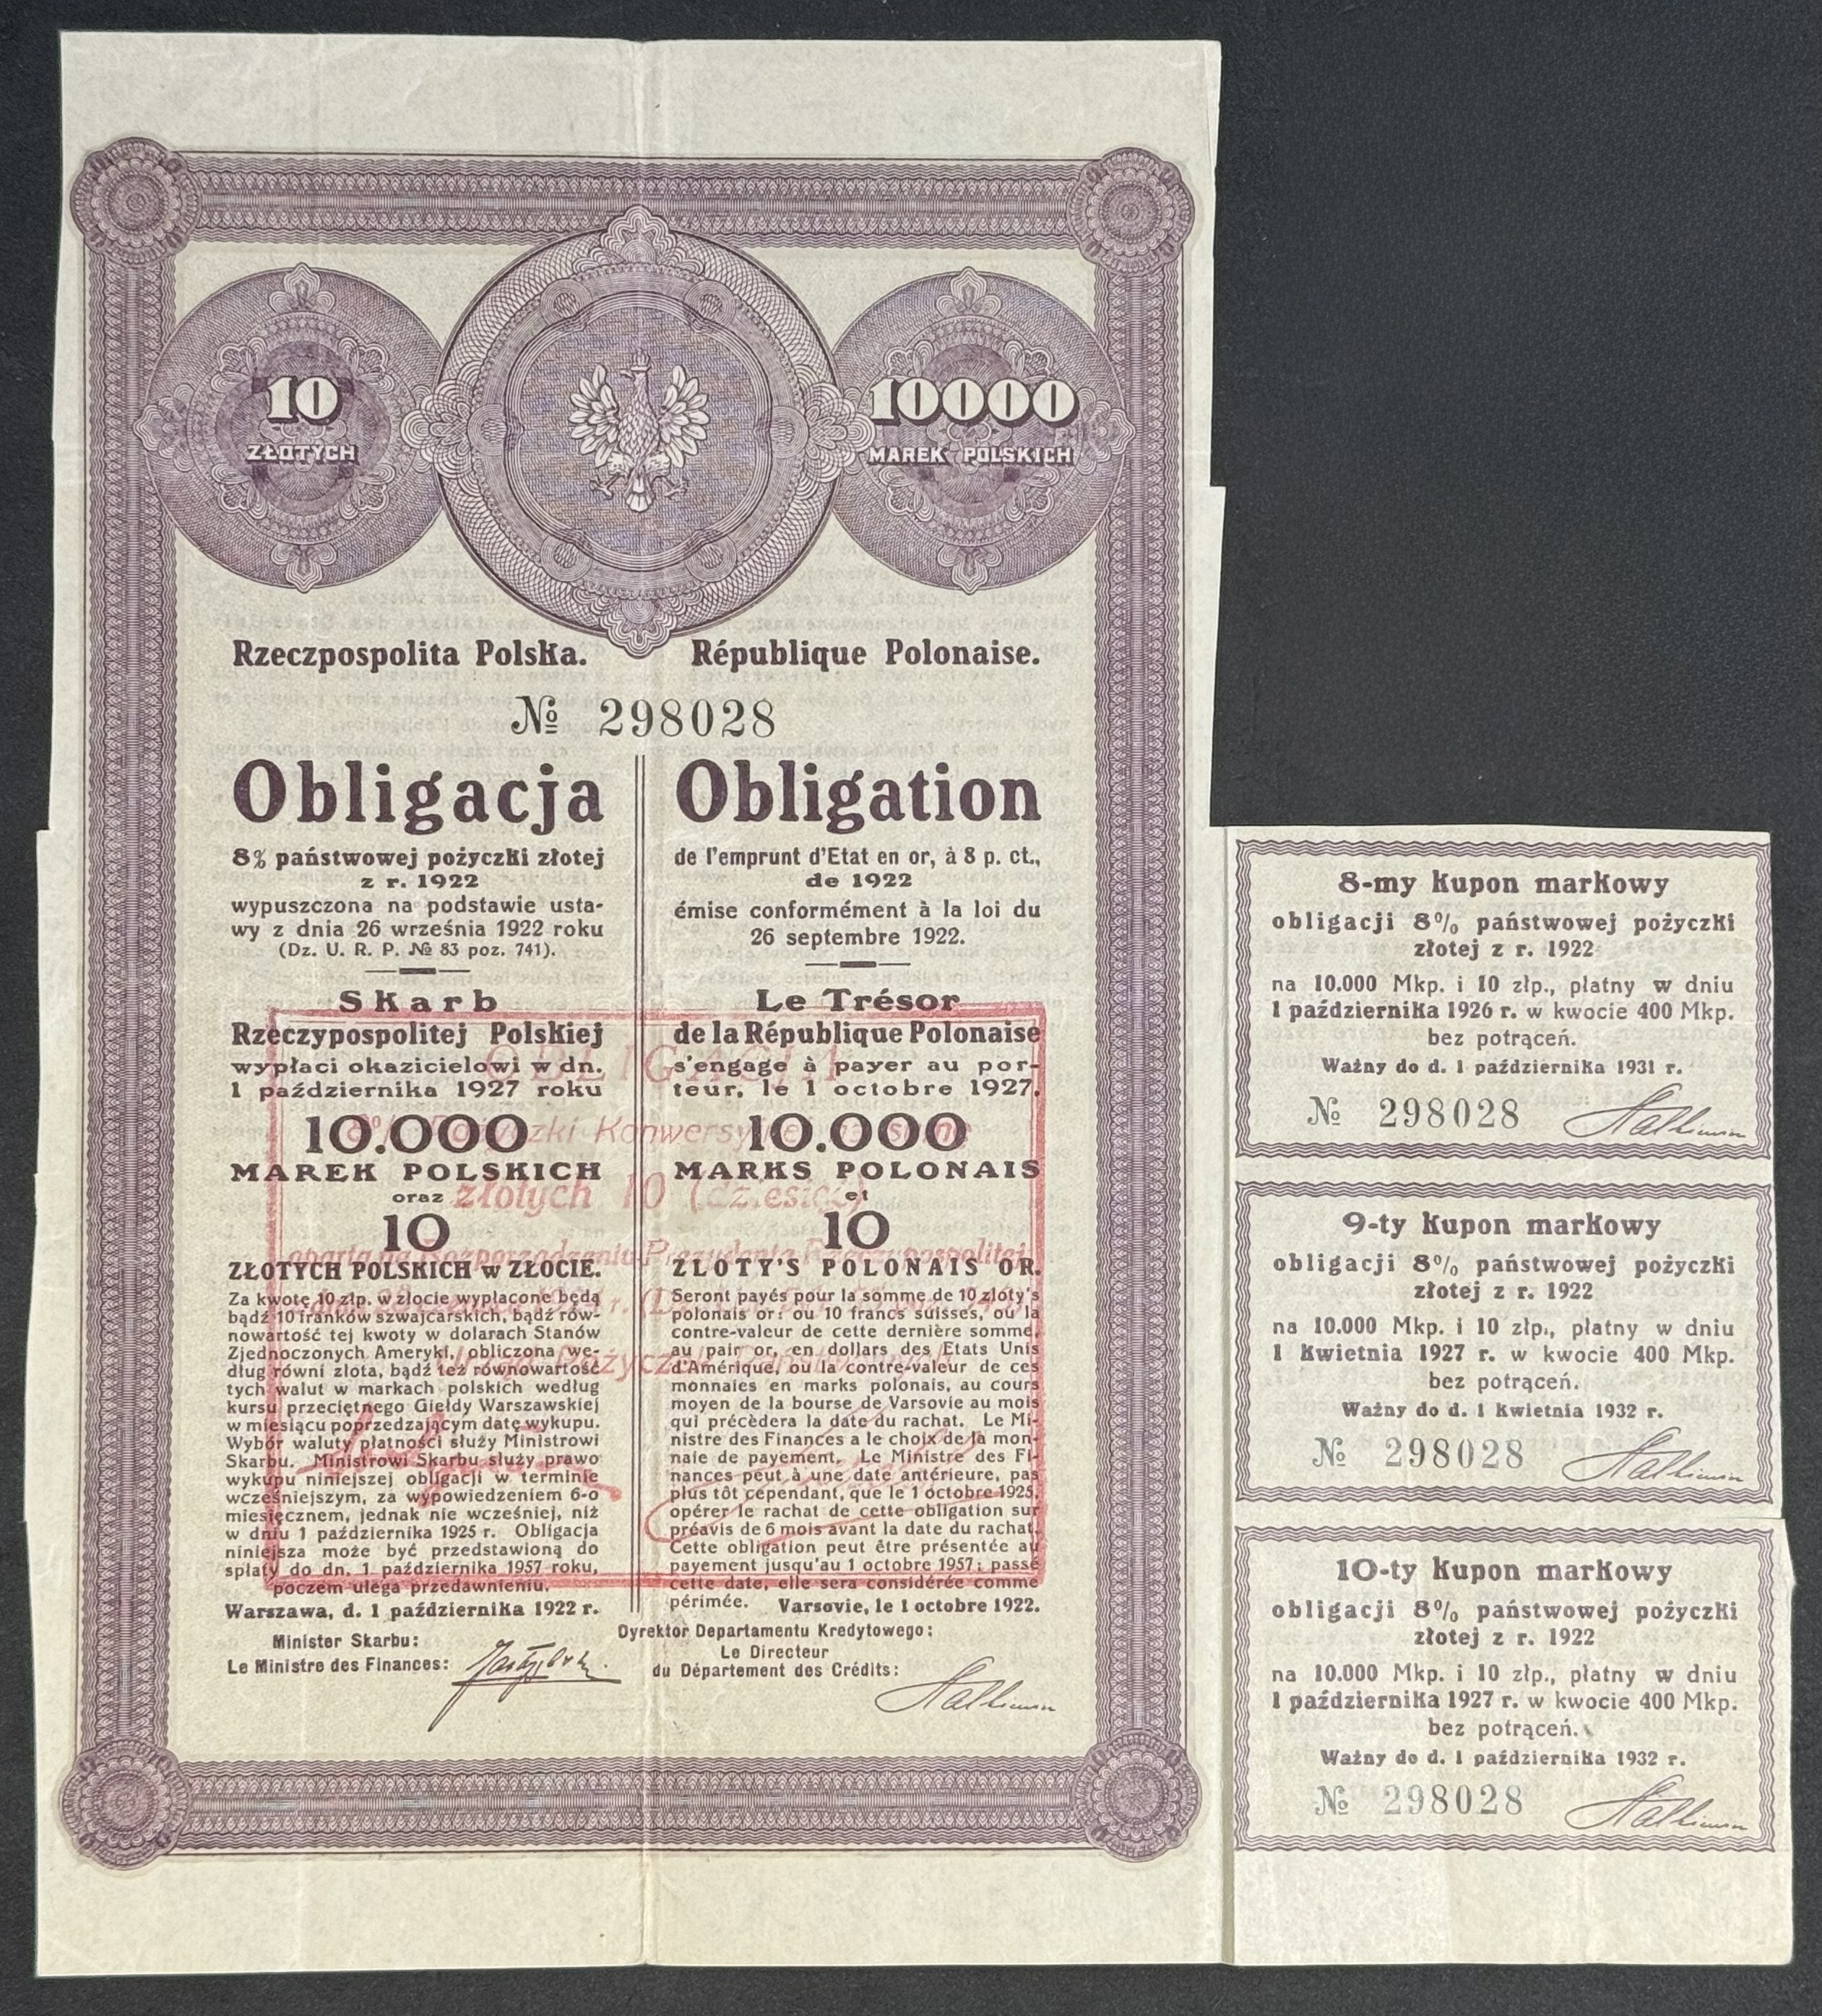 10
ZŁOTYCH
10000
MAREK POLSKICH
Rzeczpospolita Polska.
République Polonaise.
№ 298028
Obligacja
8% państwowej pożyczki złotej
z r. 1922
wypuszczona na podstawie usta-
wy z dnia 26 września 1922 roku
(Dz. U. R. P. № 83 poz. 741).
Skarb
Rzeczypospolitej Polskiej
wypłaci okazicielowi w dn.
1 października 1927 roku
10.000
MAREK POLSKICH
oraz
10
ZŁOTYCH POLSKICH w ZŁOCIE.
Za kwotę 10 złp. w złocie wypłacone będą
bądź 10 franków szwajcarskich, bądź rów-
nowartość tej kwoty w dolarach Stanów
Zjednoczonych Ameryki, obliczona we-
dług równi złota, bądź też równowartość
tych walut w markach polskich według
kursu przeciętnego Giełdy Warszawskiej
w miesiącu poprzedzającym datę wykupu.
Wybór waluty płatności służy Ministrowi
Skarbu. Ministrowi Skarbu służy prawo
wykupu niniejszej obligacji w terminie
wcześniejszym, za wypowiedzeniem 6-o
miesięcznem, jednak nie wcześniej, niż
w dniu 1 października 1925 r. Obligacja
niniejsza może być przedstawioną do
spłaty do dn. 1 października 1957 roku,
poczem ulega przedawnieniu.
Warszawa, d. 1 października 1922 r.
Obligation
de l'emprunt d'Etat en or, à 8 p. ct.,
de 1922
émise conformément à la loi du
26 septembre 1922.
Le Trésor
de la République Polonaise
s'engage à payer au por-
teur, le 1 octobre 1927,
10.000
MARKS POLONAIS
et
10
ZLOTY'S POLONAIS OR.
Seront payés pour la somme de 10 zloty's
polonais or: ou 10 francs suisses, ou la
contre-valeur de cette dernière somme,
au pair or, en dollars des Etats Unis
d'Amérique, ou la contre-valeur de ces
monnaies en marks polonais, au cours
moyen de la bourse de Varsovie au mois
qui précèdera la date du rachat. Le Mi-
nistre des Finances a le choix de la mon-
naie de payement. Le Ministre des Fi-
nances peut à une date antérieure, pas
plus tôt cependant, que le 1 octobre 1925,
opérer le rachat de cette obligation sur
préavis de 6 mois avant la date du rachat.
Cette obligation peut être présentée au
payement jusqu'au 1 octobre 1957; passé
cette date, elle sera considérée comme
périmée. Varsovie, le 1 octobre 1922.
OBLIGACJA
8% Pożyczki Konwersyjnej
złotych 10 (dziesięć)
oparta na Rozporządzeniu Prezydenta Rzeczypospolitej
Minister Skarbu:
Le Ministre des Finances:
Dyrektor Departamentu Kredytowego:
Le Directeur
du Département des Crédits:
8-my kupon markowy
obligacji 8% państwowej pożyczki
złotej z r. 1922
na 10.000 Mkp. i 10 złp., płatny w dniu
1 października 1926 r. w kwocie 400 Mkp.
bez potrąceń.
Ważny do d. 1 października 1931 r.
№ 298028
9-ty kupon markowy
obligacji 8% państwowej pożyczki
złotej z r. 1922
na 10.000 Mkp. i 10 złp., płatny w dniu
1 kwietnia 1927 r. w kwocie 400 Mkp.
bez potrąceń.
Ważny do d. 1 kwietnia 1932 r.
№ 298028
10-ty kupon markowy
obligacji 8% państwowej pożyczki
złotej z r. 1922
na 10.000 Mkp. i 10 złp., płatny w dniu
1 października 1927 r. w kwocie 400 Mkp.
bez potrąceń.
Ważny do d. 1 października 1932 r.
№ 298028